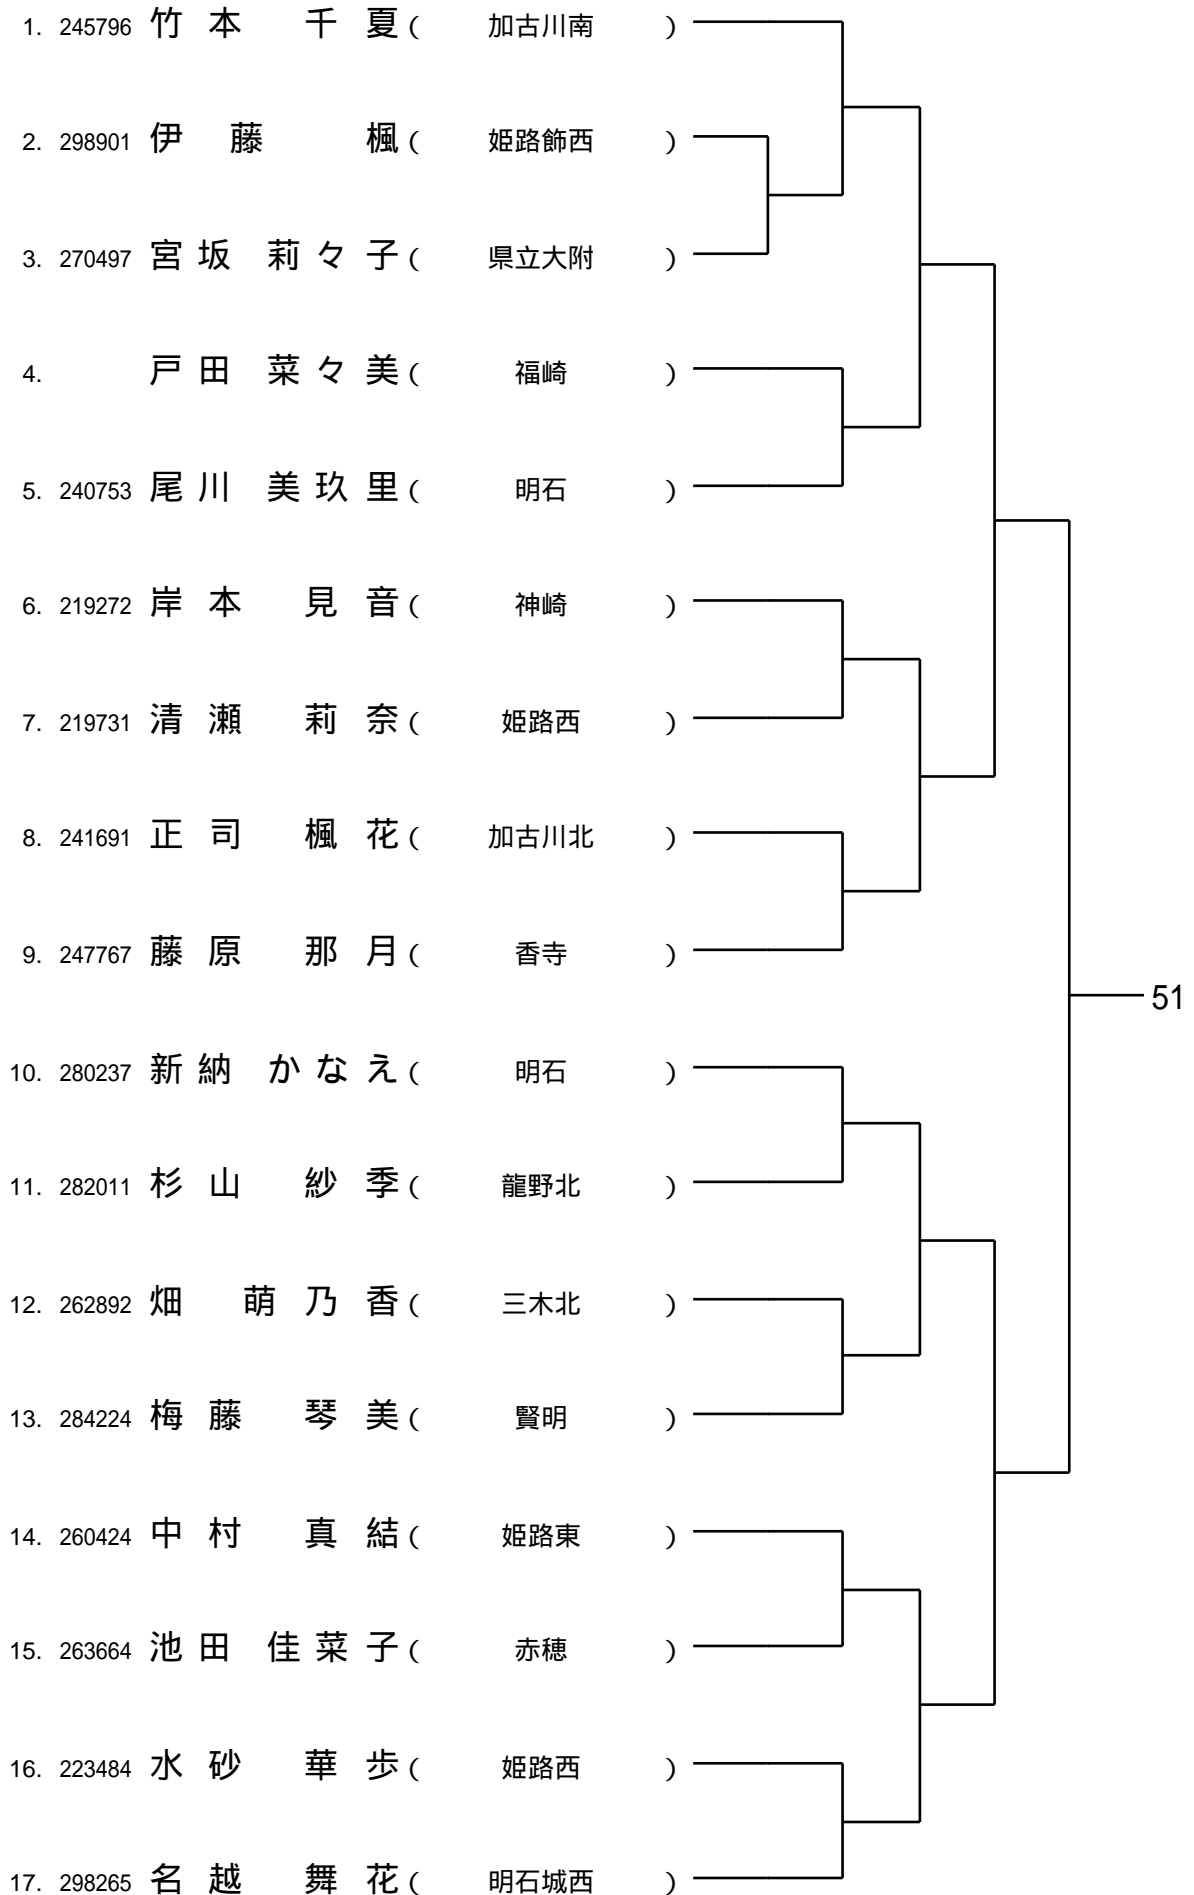 1. 245796 竹本 千夏( 加古川南 )
2. 298901 伊藤 楓( 姫路飾西 )
3. 270497 宮坂 莉々子( 県立大附 )
4. 戸田 菜々美( 福崎 )
5. 240753 尾川 美玖里( 明石 )
6. 219272 岸本 見音( 神崎 )
7. 219731 清瀬 莉奈( 姫路西 )
8. 241691 正司 楓花( 加古川北 )
9. 247767 藤原 那月( 香寺 )
51
10. 280237 新納 かなえ( 明石 )
11. 282011 杉山 紗季( 龍野北 )
12. 262892 畑 萌乃香( 三木北 )
13. 284224 梅藤 琴美( 賢明 )
14. 260424 中村 真結( 姫路東 )
15. 263664 池田 佳菜子( 赤穂 )
16. 223484 水砂 華歩( 姫路西 )
17. 298265 名越 舞花( 明石城西 )